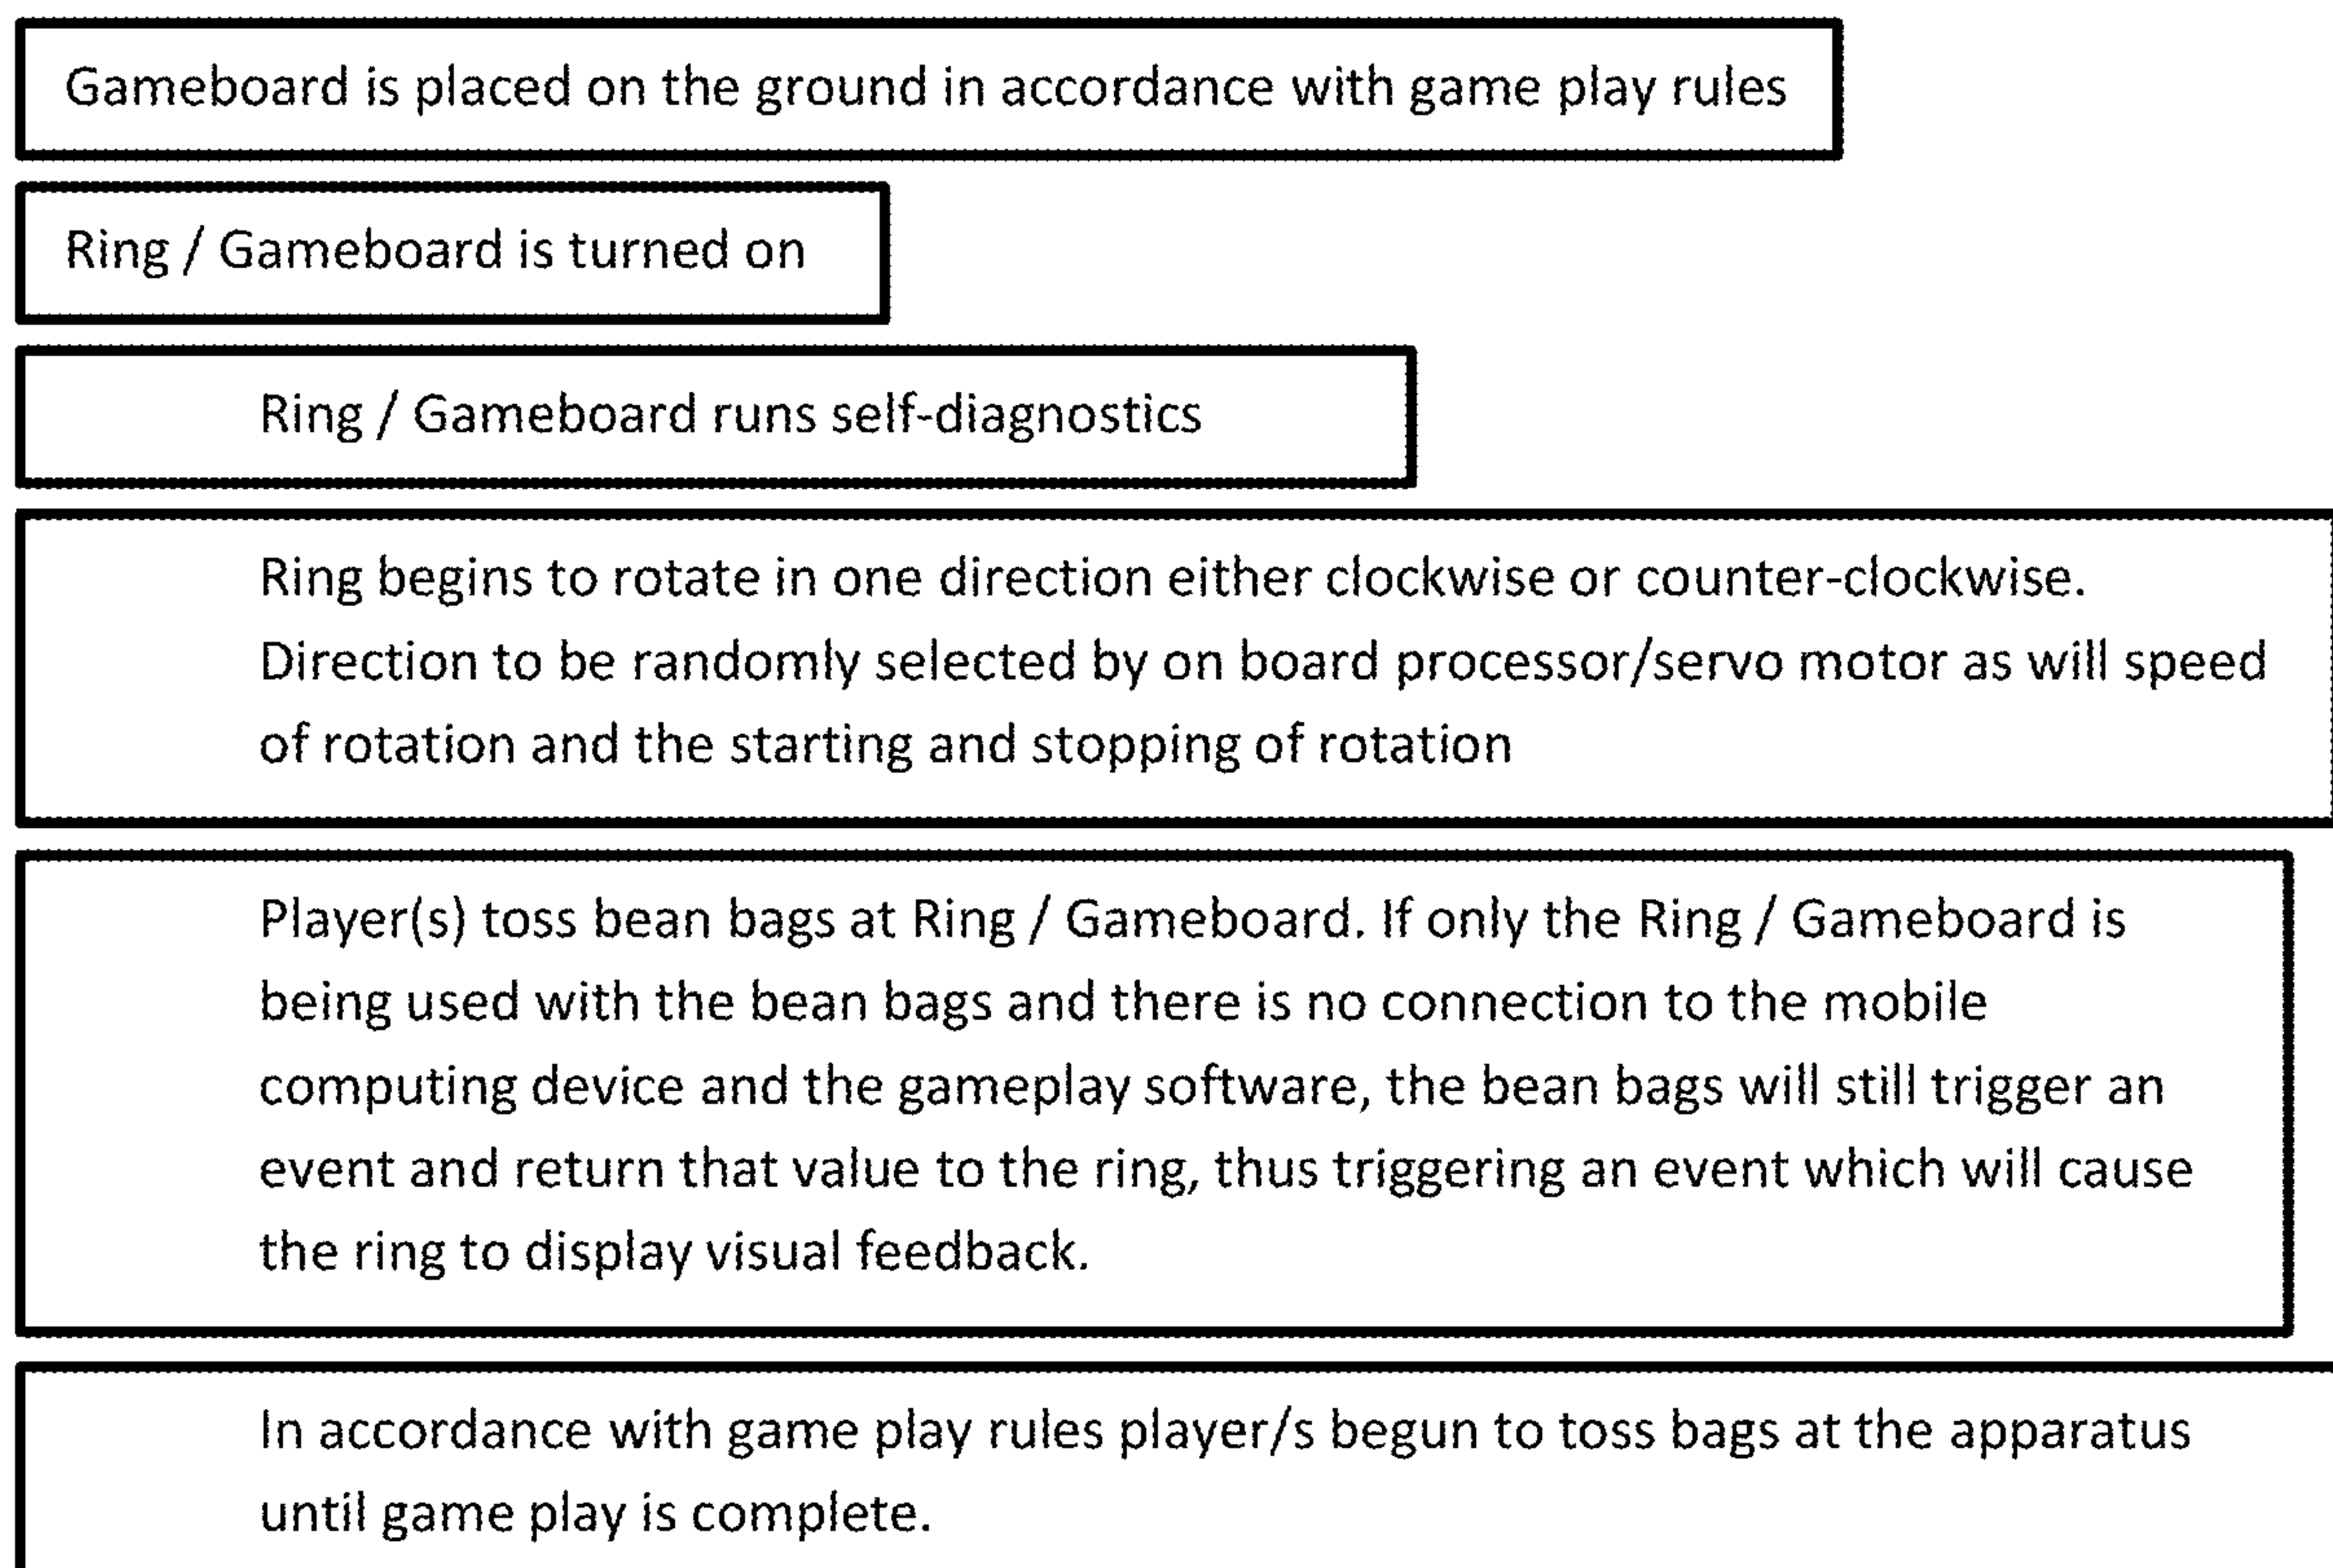 Gameboard is placed on the ground in accordance with game play rules
Ring / Gameboard is turned on
Ring / Gameboard runs self-diagnostics
Ring begins to rotate in one direction either clockwise or counter-clockwise.
Direction to be randomly selected by on board processor/servo motor as will speed
of rotation and the starting and stopping of rotation
Player(s) toss bean bags at Ring / Gameboard. If only the Ring / Gameboard is
being used with the bean bags and there is no connection to the mobile
computing device and the gameplay software, the bean bags will still trigger an
event and return that value to the ring, thus triggering an event which will cause
the ring to display visual feedback.
In accordance with game play rules player/s begun to toss bags at the apparatus
until game play is complete.